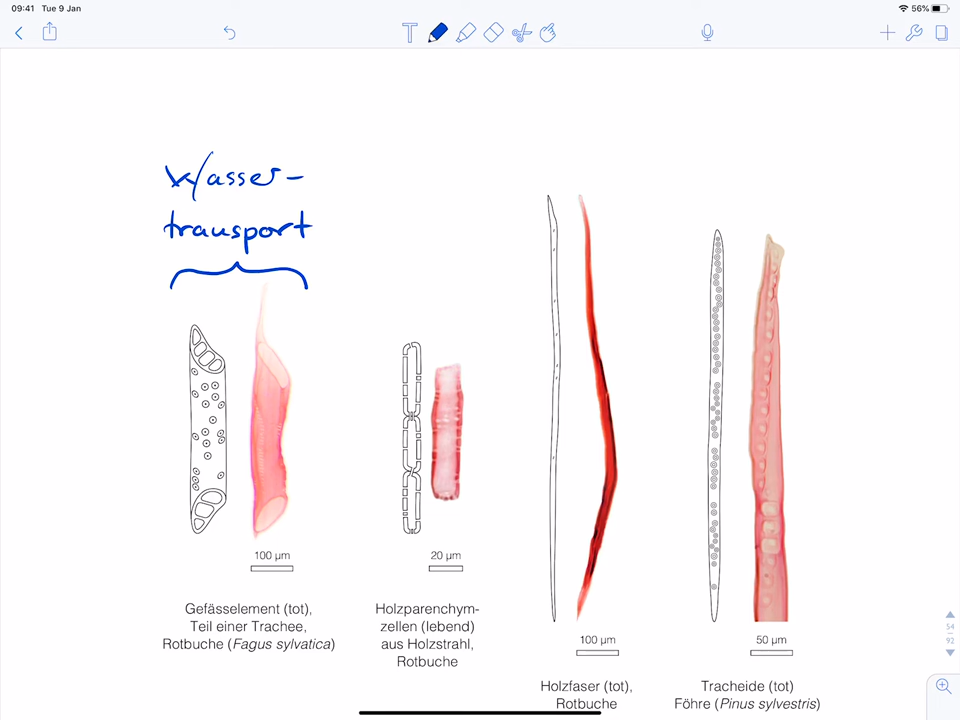 09:41 Tue 9 Jan
56%
T
Wasser-
transport
100 µm
20 µm
100 µm
50 µm
Gefässelement (tot),
Teil einer Trachee,
Rotbuche (Fagus sylvatica)
Holzparenchym-
zellen (lebend)
aus Holzstrahl,
Rotbuche
Holzfaser (tot),
Rotbuche
Tracheide (tot)
Föhre (Pinus sylvestris)
54
92